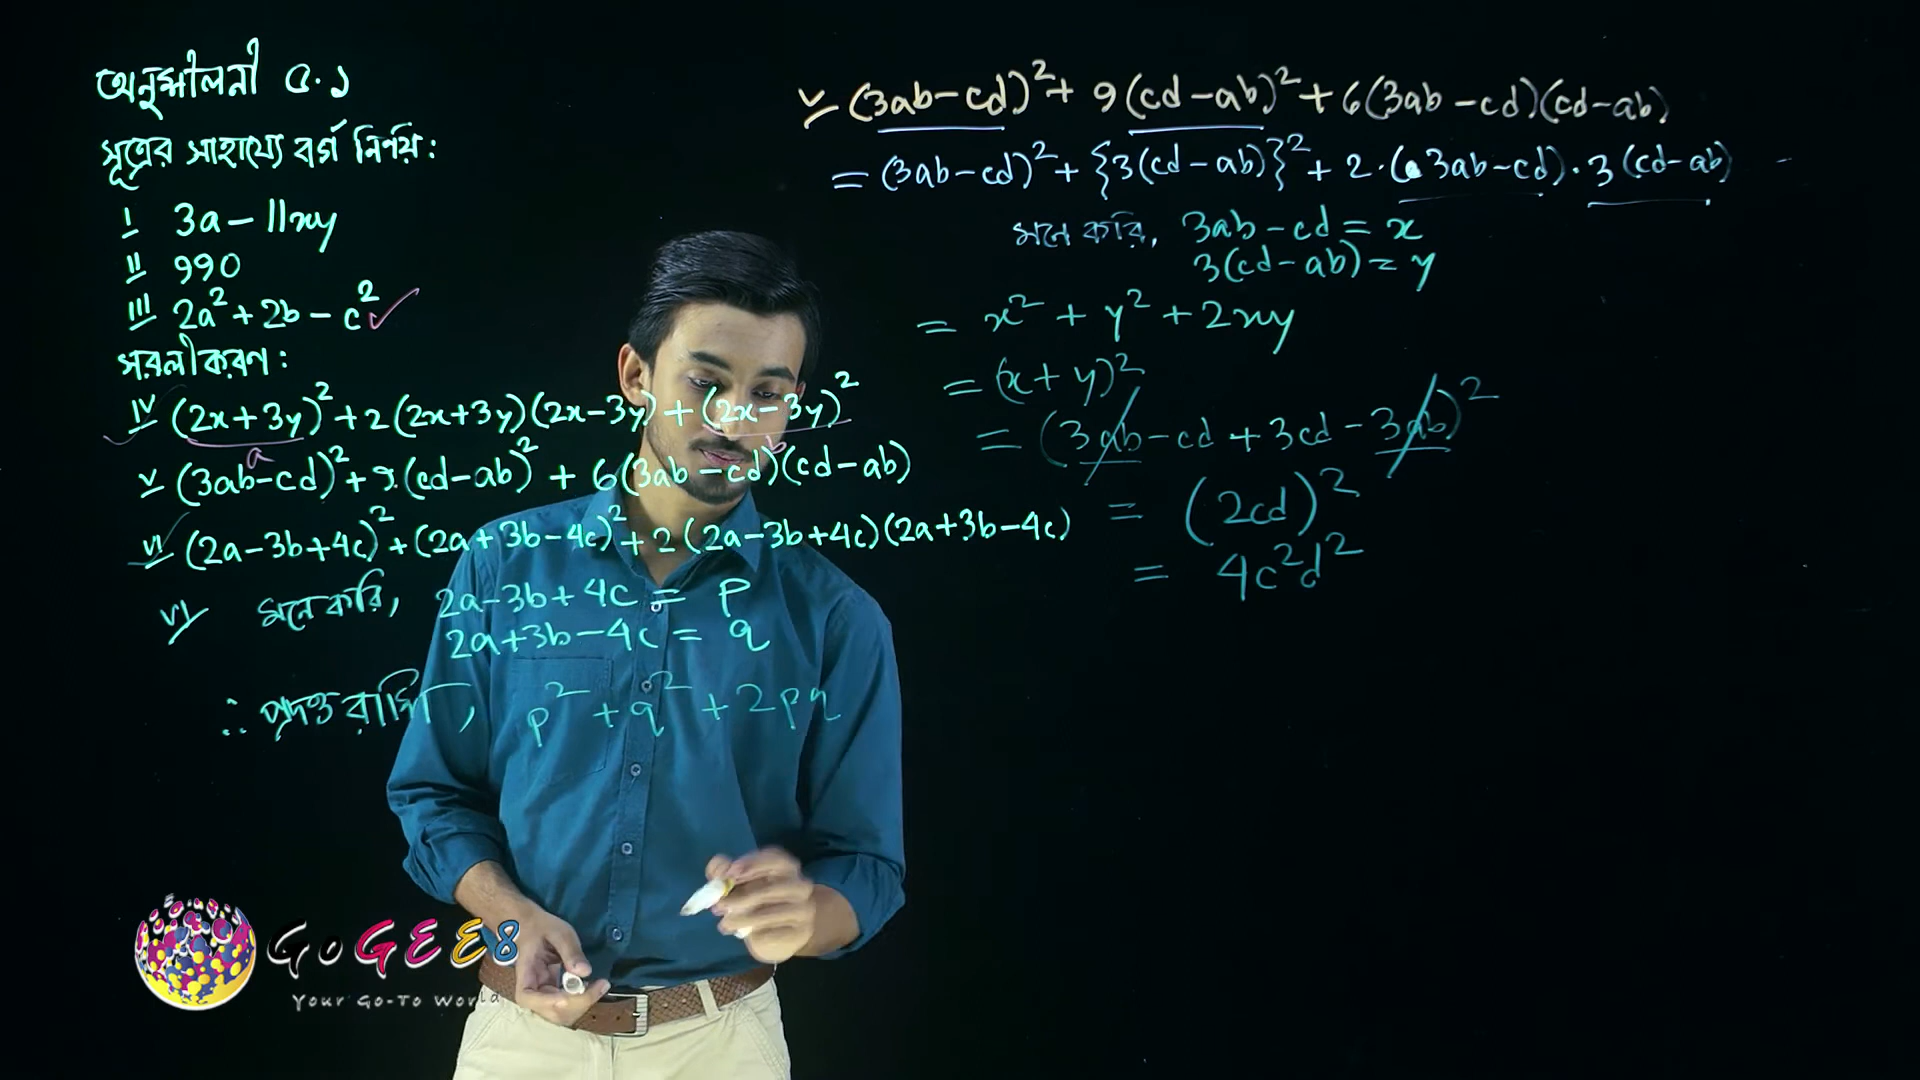 অনুশীলনী ৫.১
সূত্রের সাহায্যে বর্গ নির্ণয়:
I 3a - 11xy
II 990
III 2a² + 2b - c² ✓
সরলীকরণ:
IV (2x + 3y)² + 2(2x+3y)(2x-3y) + (2x-3y)²
a b
V (3ab-cd)² + 9(cd-ab)² + 6(3ab-cd)(cd-ab)
VI (2a-3b+4c)² + (2a+3b-4c)² + 2(2a-3b+4c)(2a+3b-4c)
VI মনে করি, 2a-3b+4c = p
2a+3b-4c = q
∴ প্রদত্ত রাশি, p² + q² + 2pq
V (3ab-cd)² + 9(cd-ab)² + 6(3ab-cd)(cd-ab)
= (3ab-cd)² + {3(cd-ab)}² + 2·(3ab-cd)·3(cd-ab)
মনে করি, 3ab-cd = x
3(cd-ab) = y
= x² + y² + 2xy
= (x+y)²
= (3ab-cd+3cd-3ab)²
= (2cd)²
= 4c²d²
GoGEE8
Your Go-To World